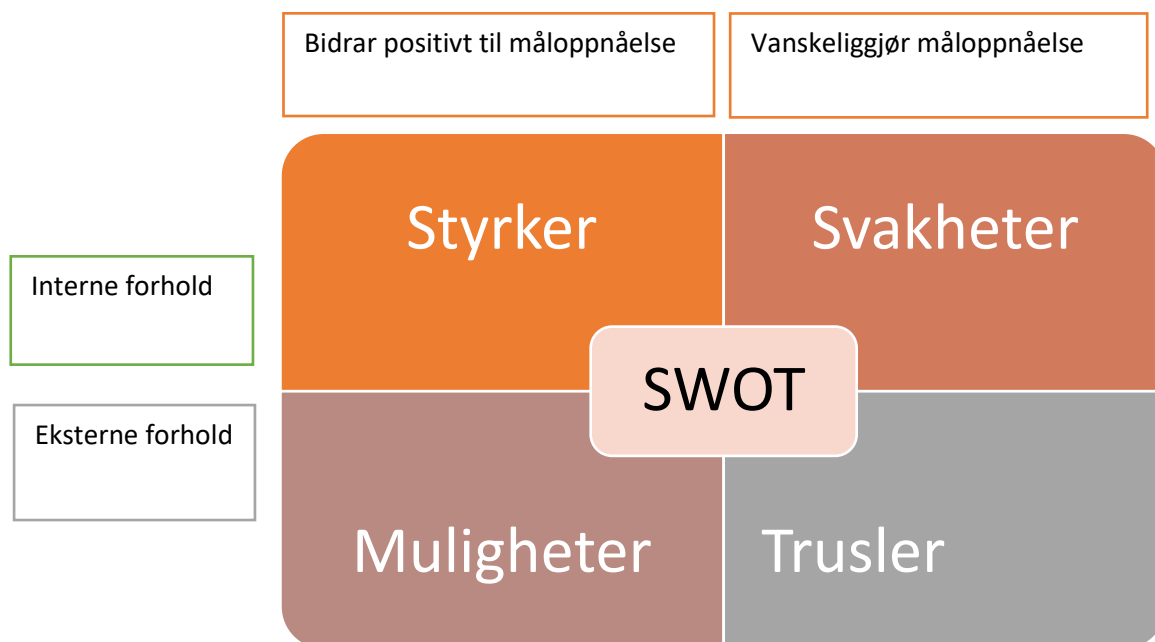 Bidrar positivt til måloppnåelse
Vanskeliggjør måloppnåelse
Styrker
Svakheter
Interne forhold
SWOT
Eksterne forhold
Muligheter
Trusler